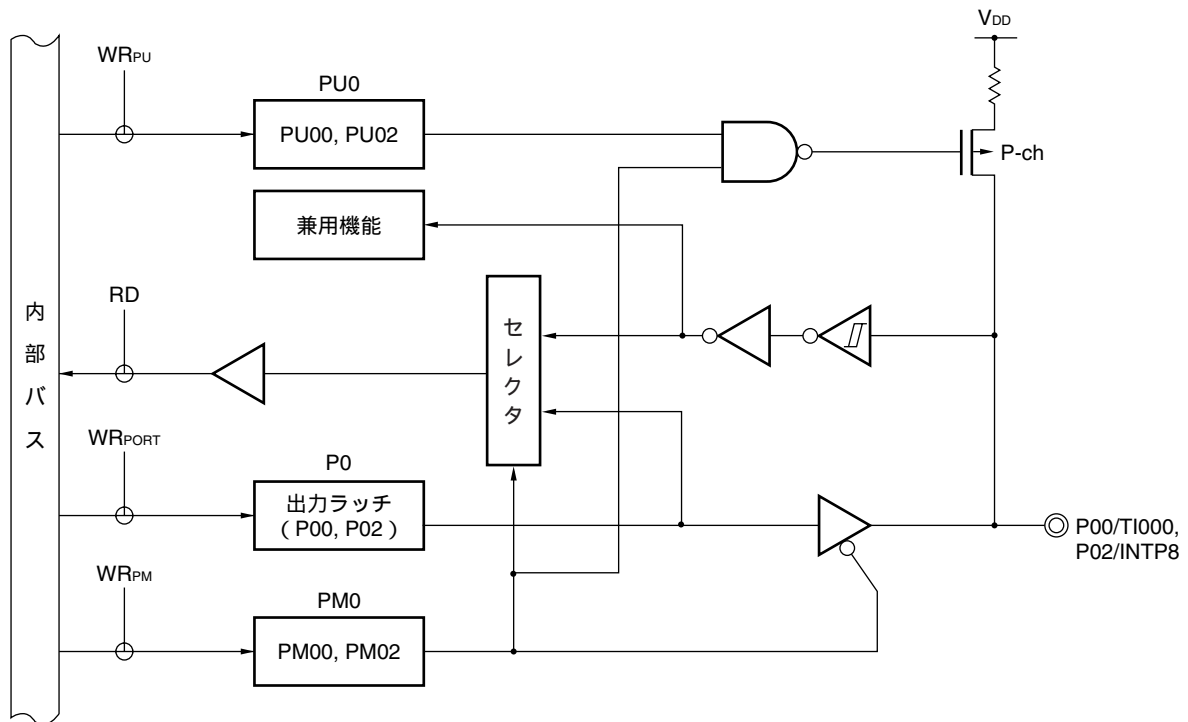 VDD
WRPU
PU0
PU00, PU02
P-ch
兼用機能
RD
内部バス
セレクタ
WRPORT
P0
出力ラッチ
( P00, P02 )
P00/TI000,
P02/INTP8
WRPM
PM0
PM00, PM02